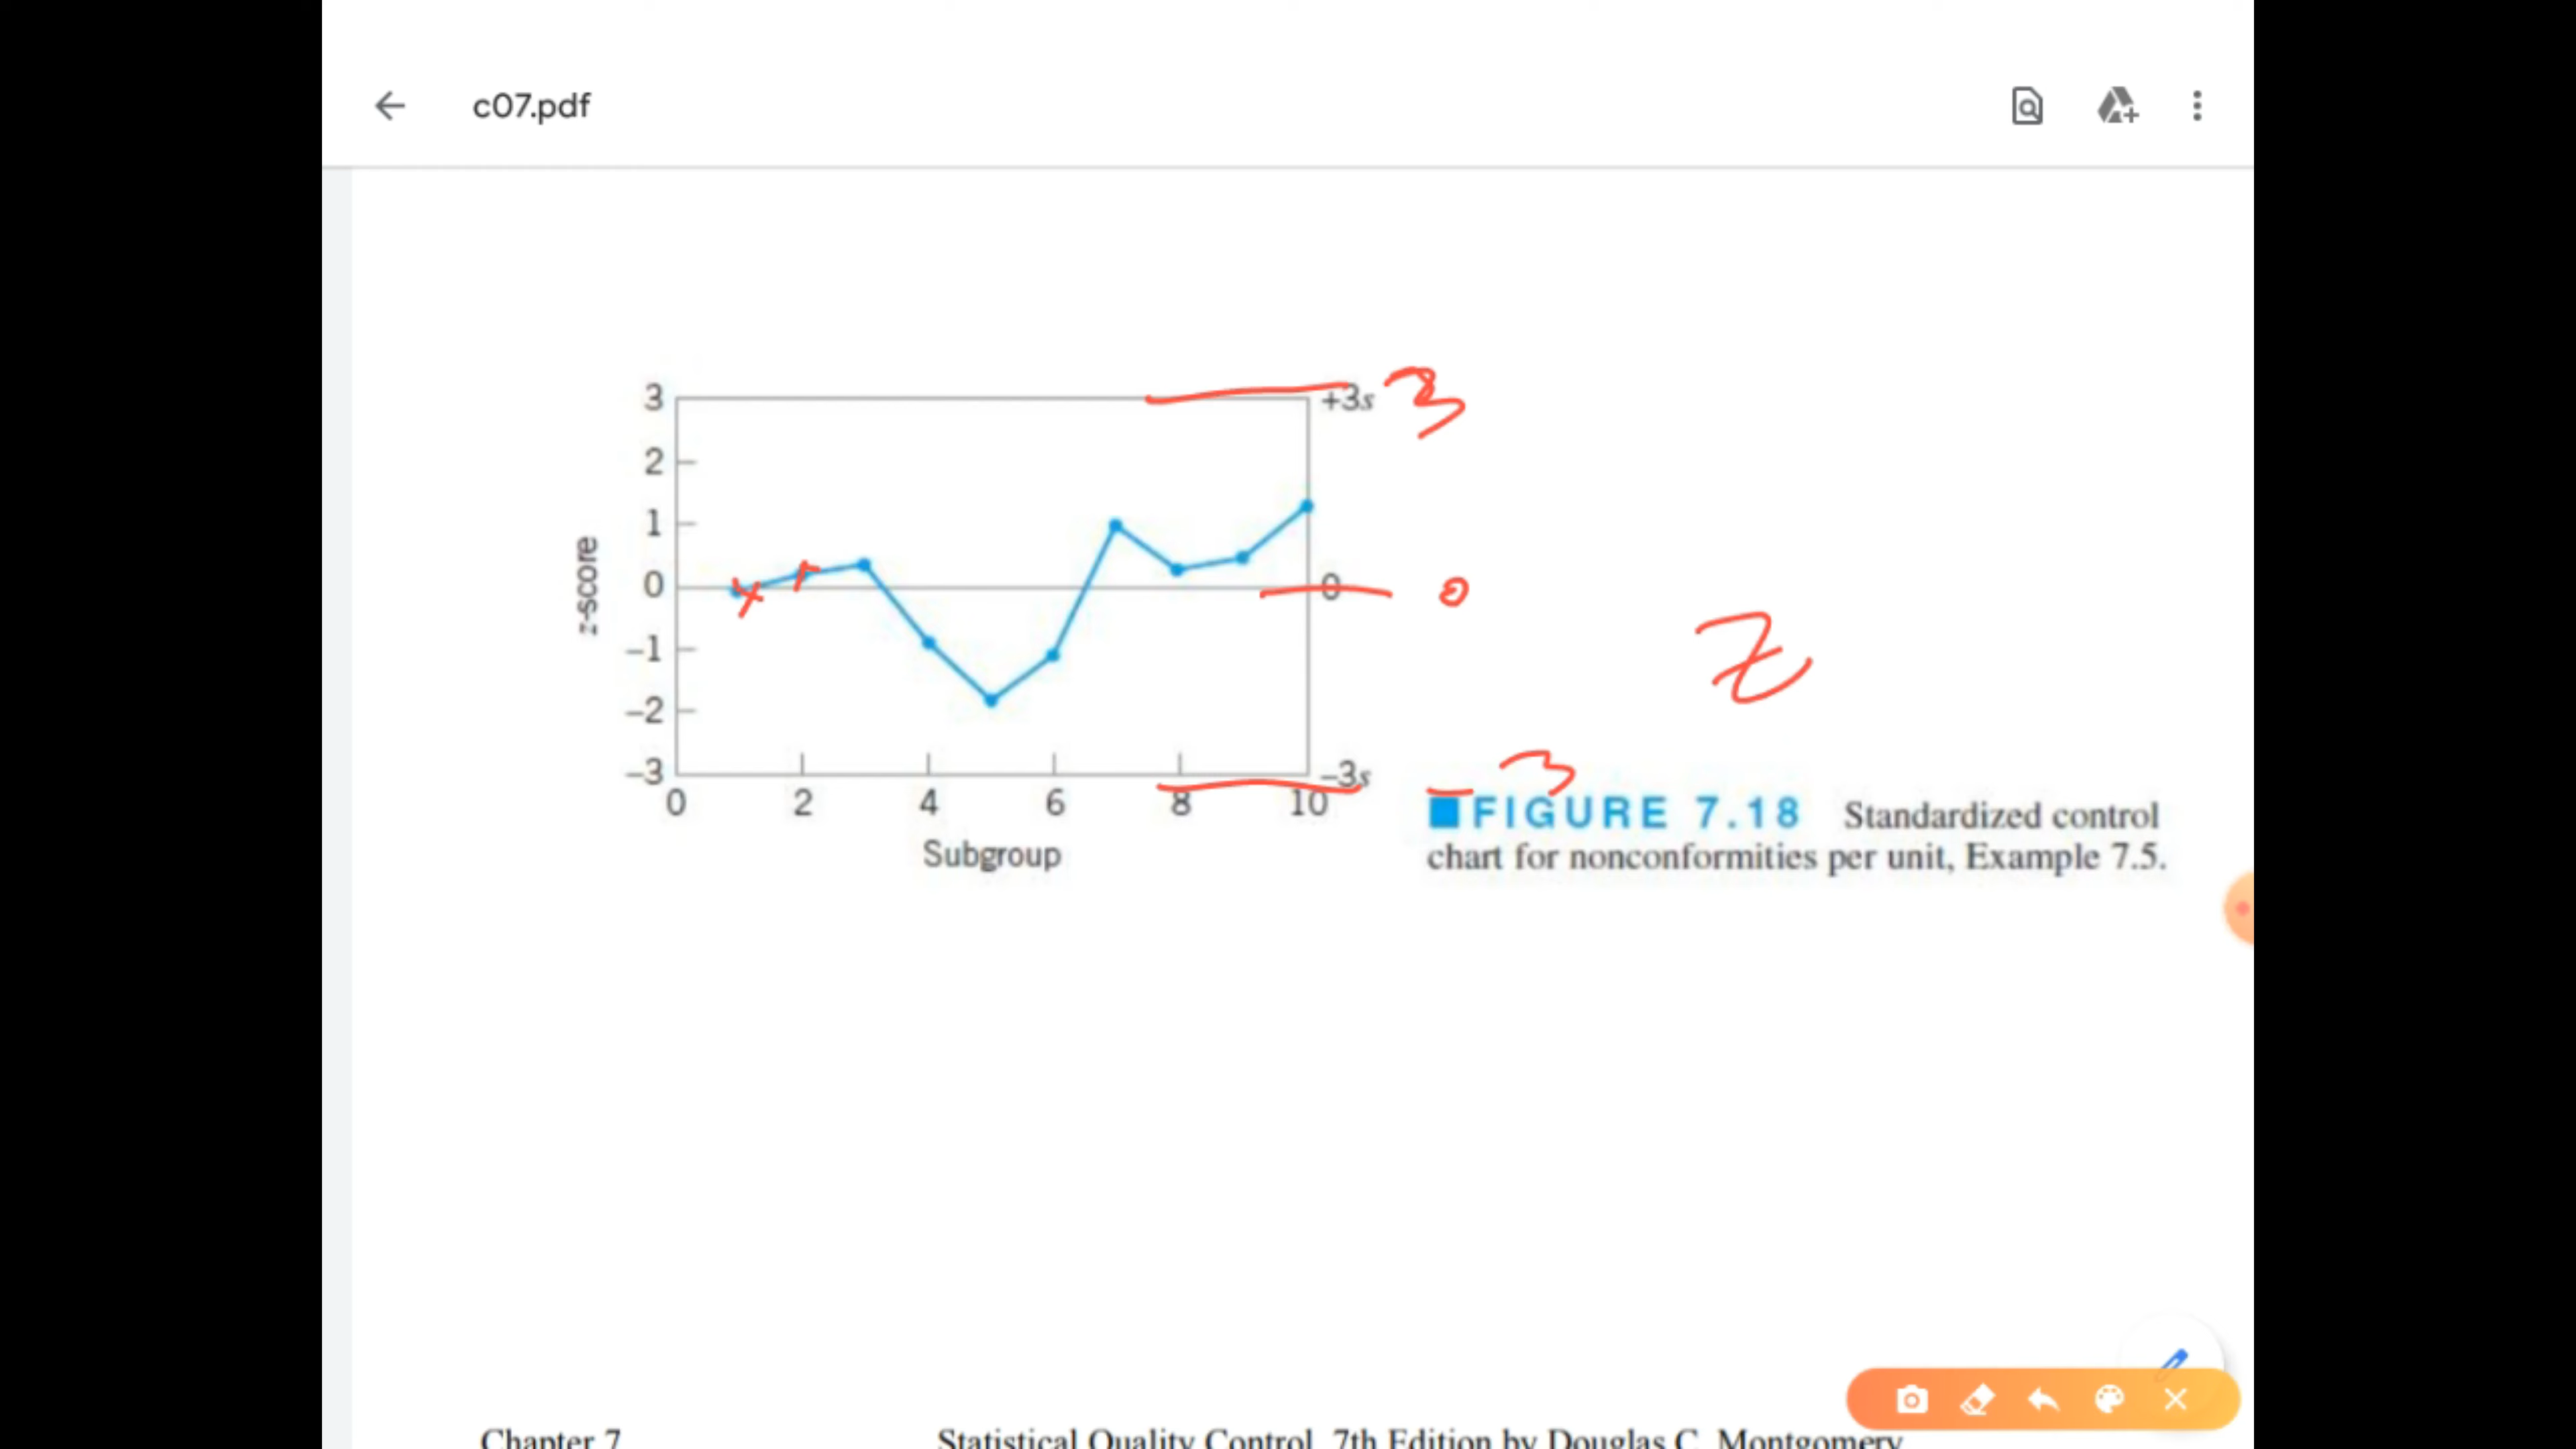 c07.pdf
3
+3s
3
2
1
0
0
0
z-score
-1
z
-2
-3
-3s
-3
0
2
4
6
8
10
Subgroup
FIGURE 7.18 Standardized control
chart for nonconformities per unit, Example 7.5.
Chapter 7
Statistical Quality Control, 7th Edition by Douglas C. Montgomery